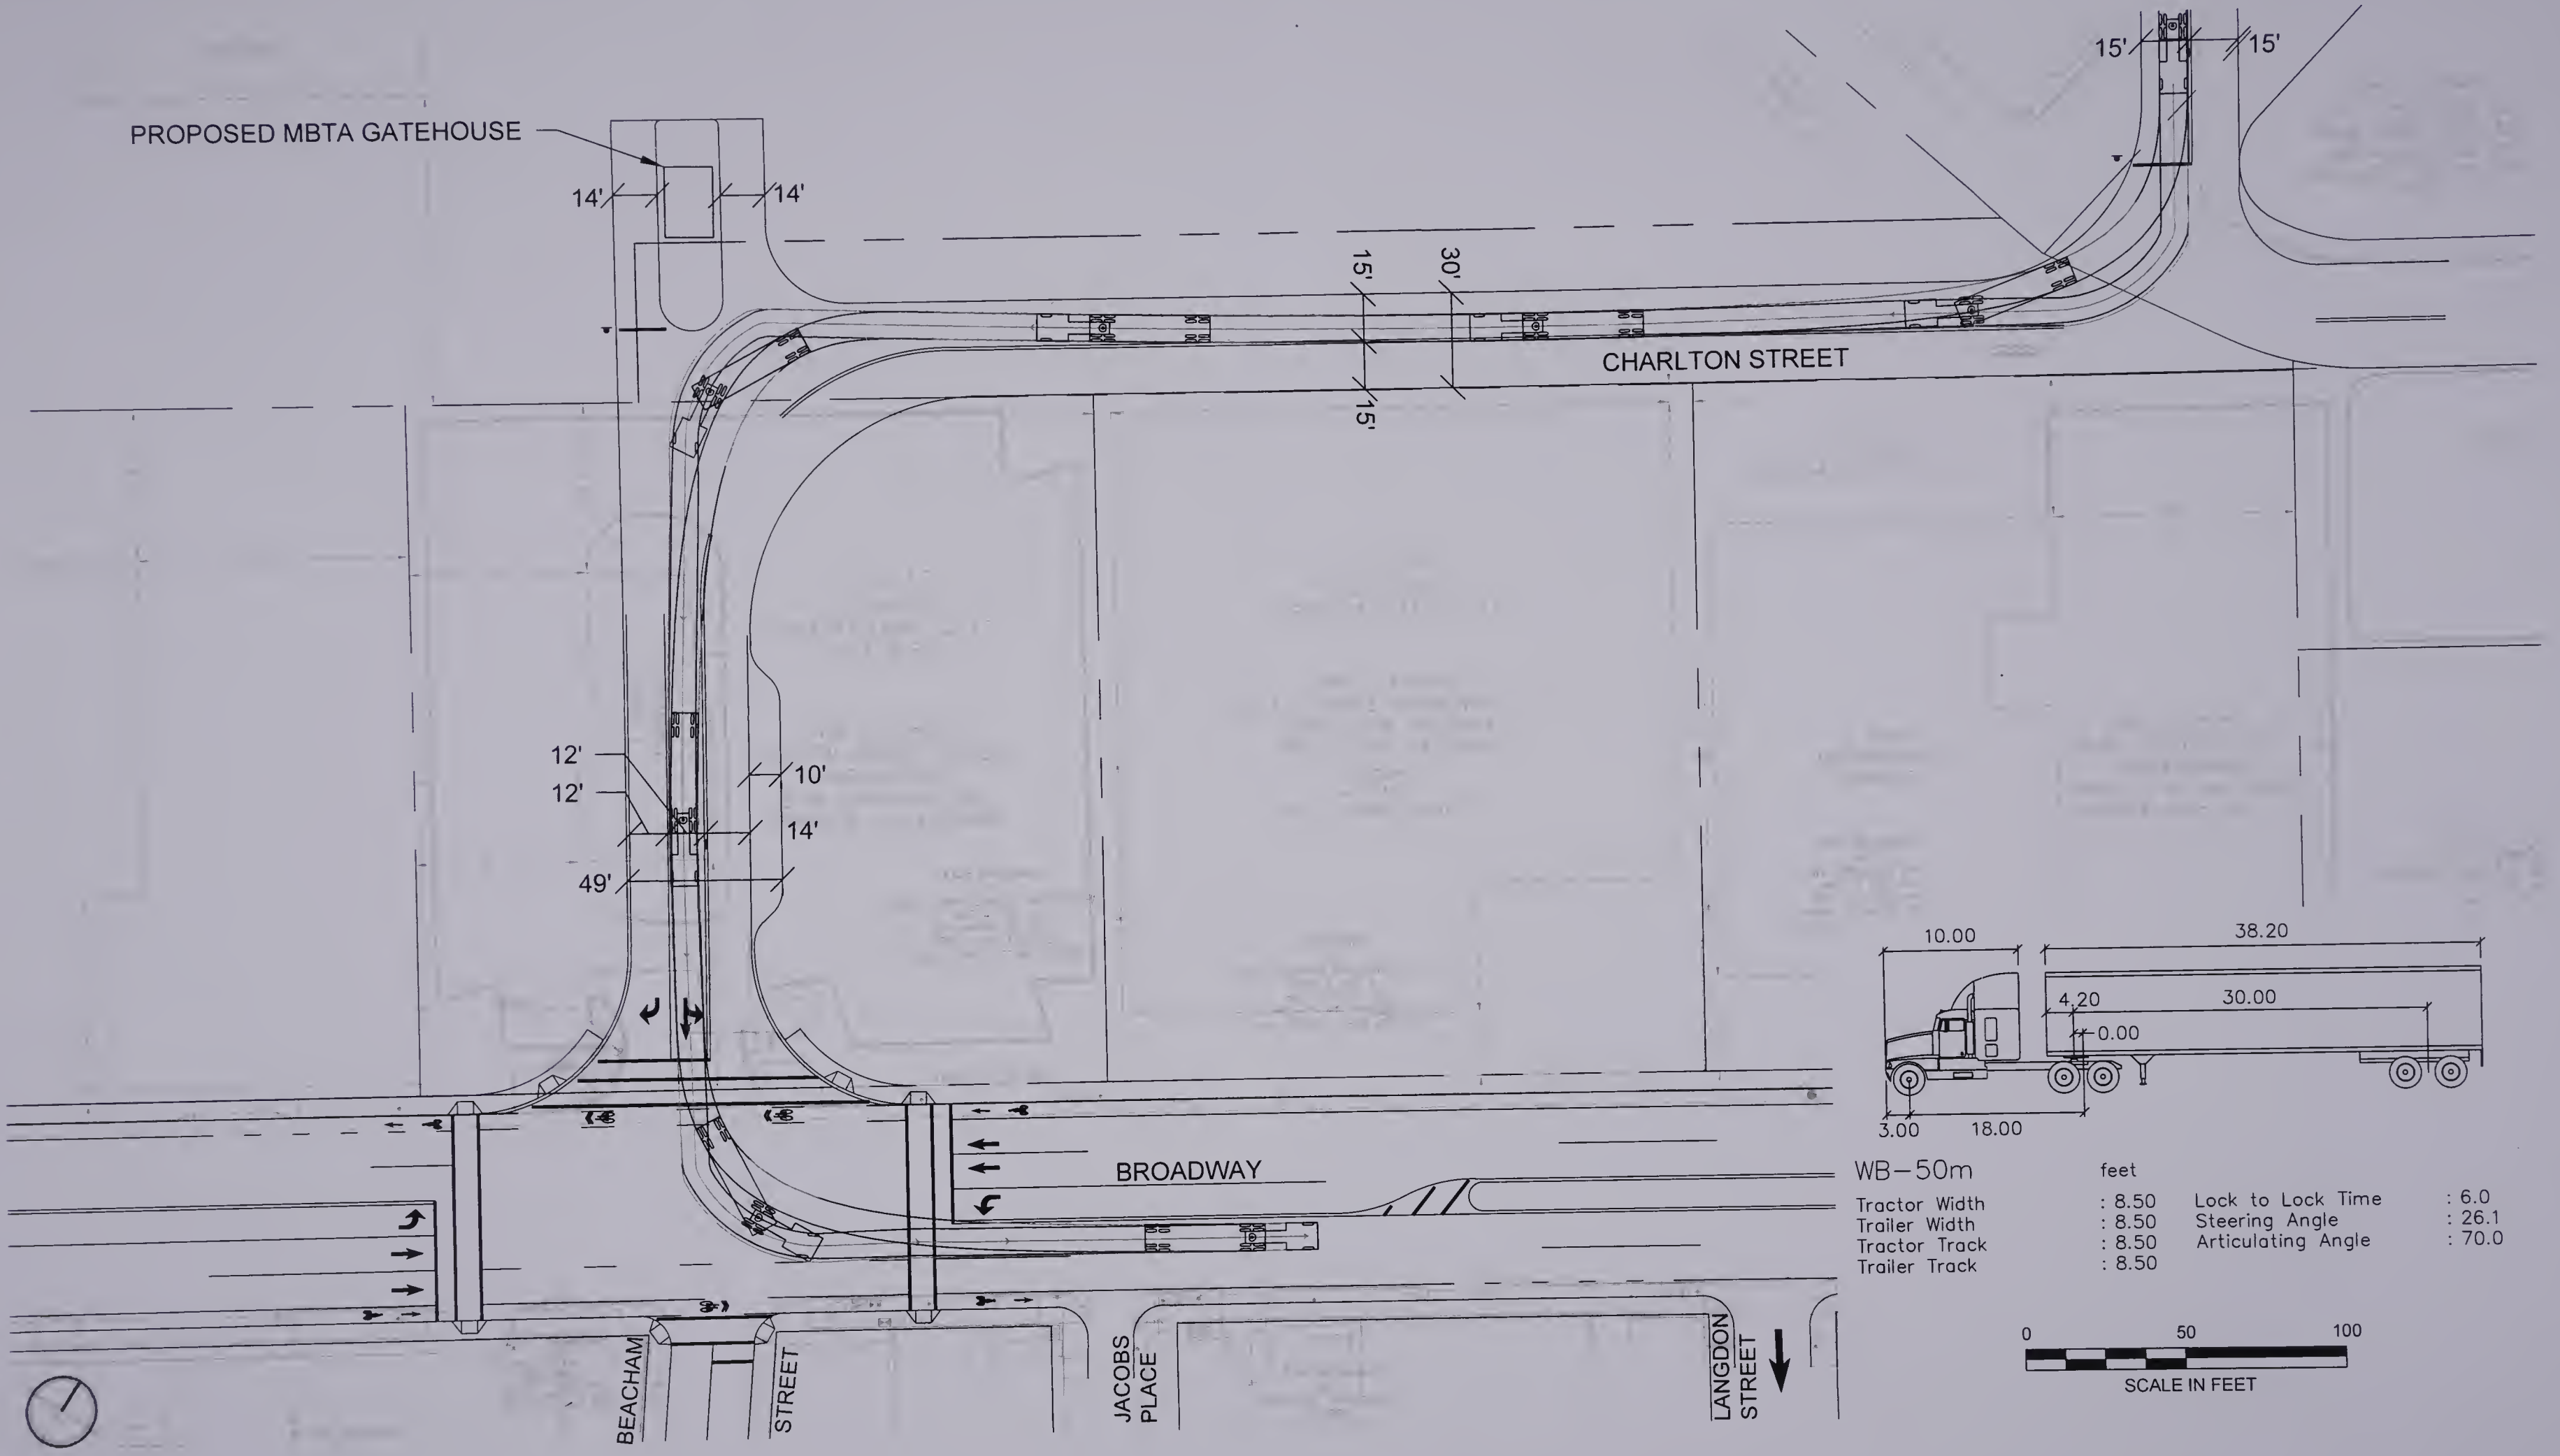 15'
15'
PROPOSED MBTA GATEHOUSE
14'
14'
15'
30'
CHARLTON STREET
15'
12'
10'
12'
14'
49'
10.00
38.20
4.20
30.00
0.00
3.00
18.00
BROADWAY
WB-50m
feet
Tractor Width : 8.50
Trailer Width : 8.50
Tractor Track : 8.50
Trailer Track : 8.50
Lock to Lock Time : 6.0
Steering Angle : 26.1
Articulating Angle : 70.0
BEACHAM
STREET
JACOBS
PLACE
LANGDON
STREET
0 50 100
SCALE IN FEET